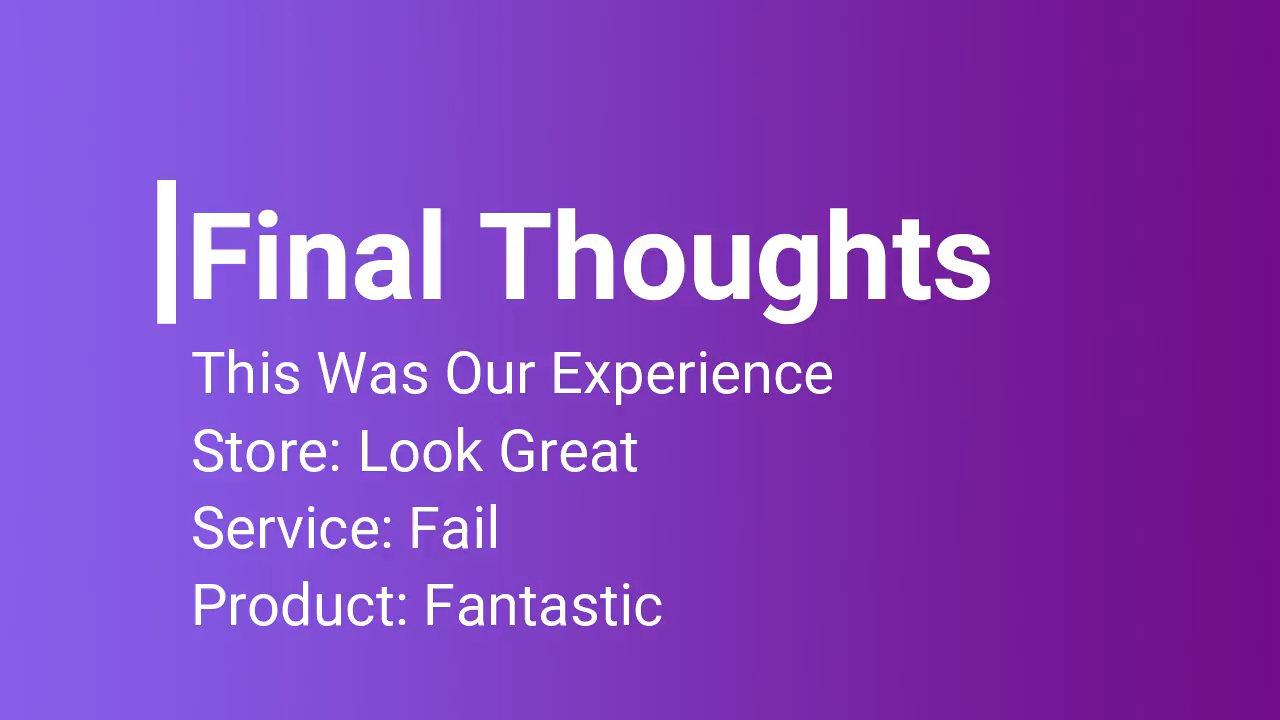 Final Thoughts
This Was Our Experience
Store: Look Great
Service: Fail
Product: Fantastic